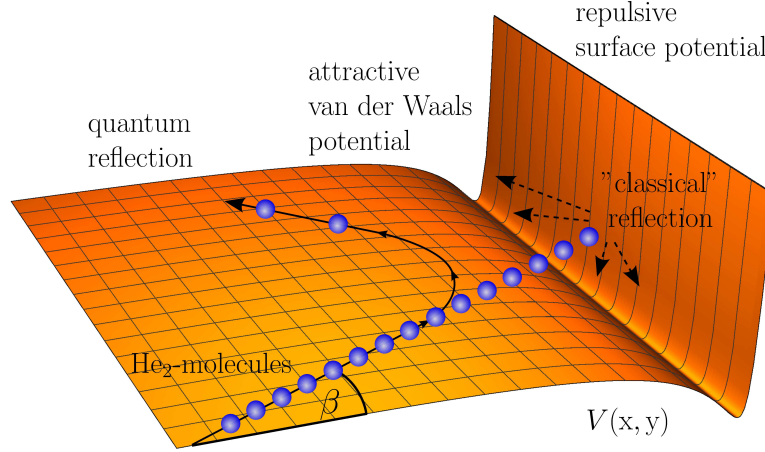 repulsive
surface potential
attractive
van der Waals
potential
quantum
reflection
"classical"
reflection
He₂-molecules
β
V(x, y)